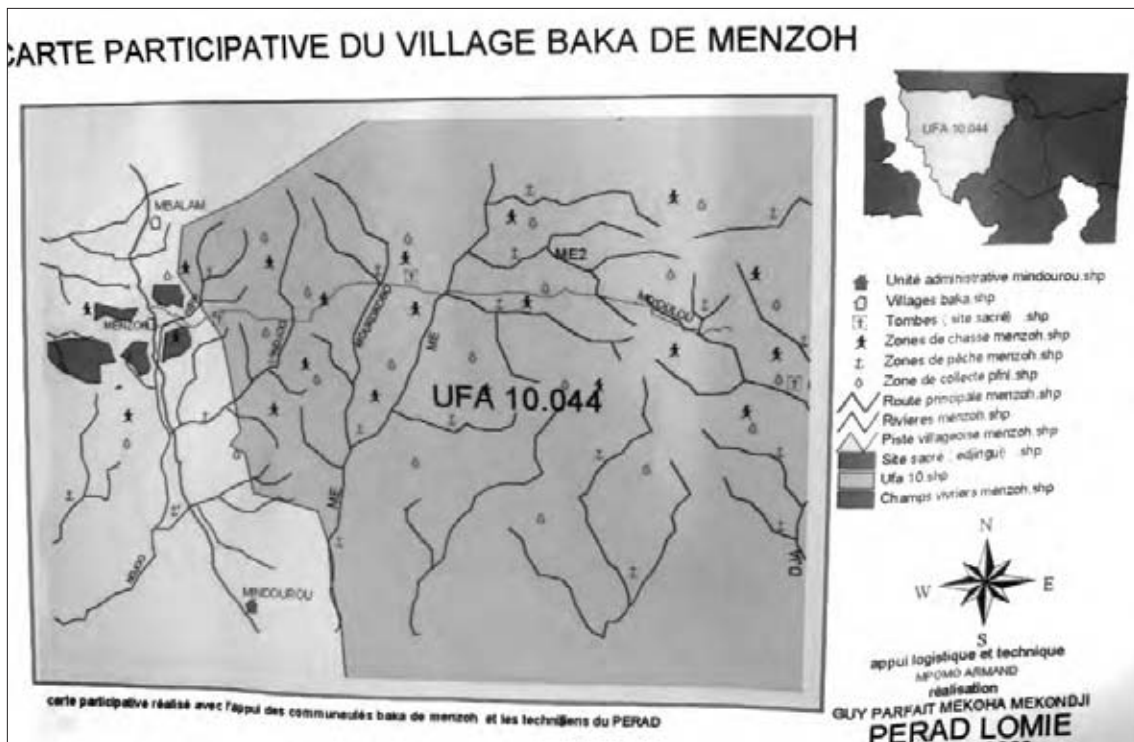 CARTE PARTICIPATIVE DU VILLAGE BAKA DE MENZOH
UFA 10.044
MBALAM
MENZOH
ME2
ME
UFA 10.044
ME
DJA
MINDOUROU
Unité administrative mindourou.shp
Villages baka.shp
Tombes ( site sacré) .shp
Zones de chasse menzoh.shp
Zones de pêche menzoh.shp
Zone de collecte pfnl.shp
Route principale menzoh.shp
Rivieres menzoh.shp
Piste villageoise menzoh.shp
Site sacré ( edjingui) .shp
Ufa 10.shp
Champs vivriers menzoh.shp
N
W E
S
appui logistique et technique
MPOMO ARMAND
réalisation
GUY PARFAIT MEKOHA MEKONDJI
PERAD LOMIE
carte participative réalisé avec l'appui des communautés baka de menzoh et les techniiens du PERAD